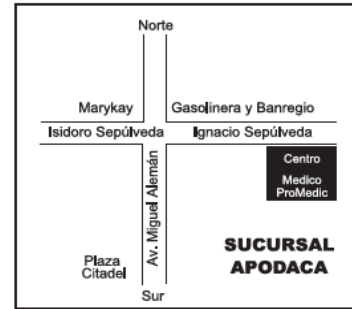 Norte
Marykay Gasolinera y Banregio
Isidoro Sepúlveda Ignacio Sepúlveda
Av. Miguel Alemán
Centro
Medico
ProMedic
SUCURSAL
APODACA
Plaza
Citadel
Sur